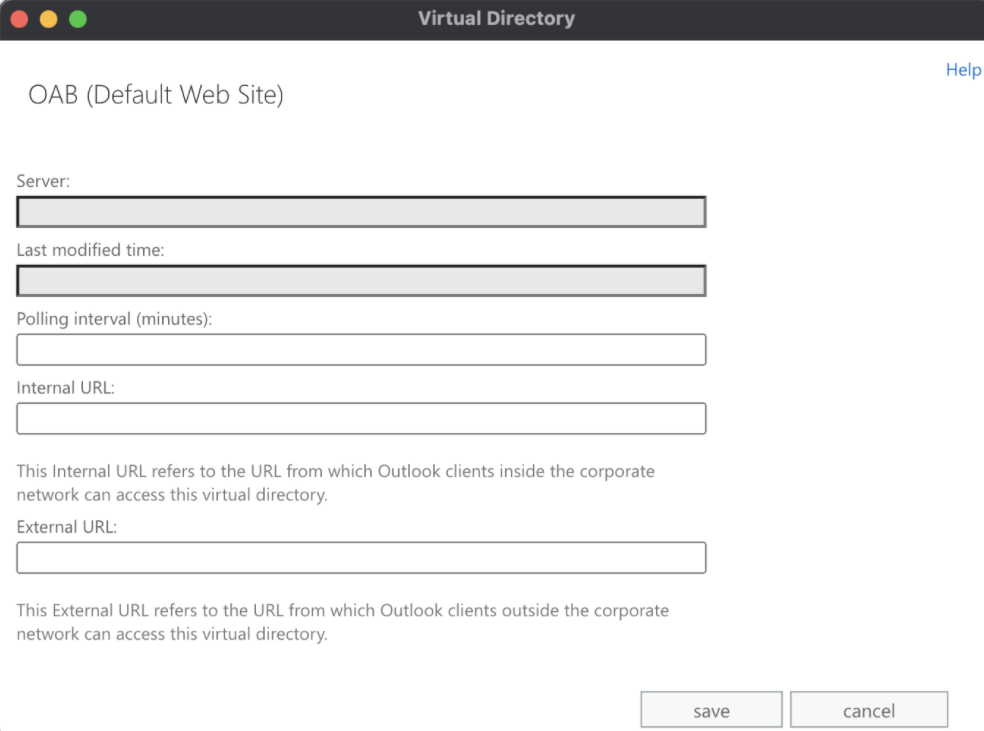 Virtual Directory
Help
OAB (Default Web Site)
Server:
Last modified time:
Polling interval (minutes):
Internal URL:
This Internal URL refers to the URL from which Outlook clients inside the corporate
network can access this virtual directory.
External URL:
This External URL refers to the URL from which Outlook clients outside the corporate
network can access this virtual directory.
save
cancel